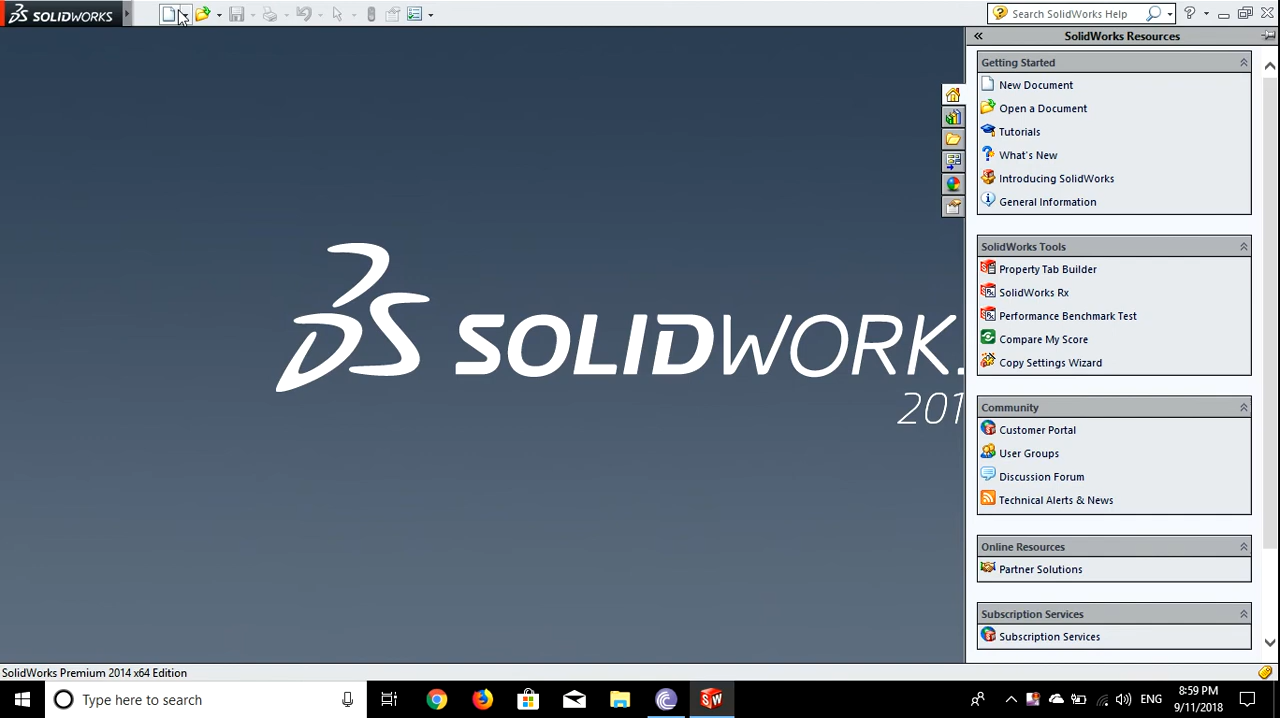 SOLIDWORKS
Search SolidWorks Help
SolidWorks Resources
Getting Started
New Document
Open a Document
Tutorials
What's New
Introducing SolidWorks
General Information
SolidWorks Tools
Property Tab Builder
SolidWorks Rx
Performance Benchmark Test
Compare My Score
Copy Settings Wizard
Community
Customer Portal
User Groups
Discussion Forum
Technical Alerts & News
Online Resources
Partner Solutions
Subscription Services
Subscription Services
SOLIDWORK
201
SolidWorks Premium 2014 x64 Edition
Type here to search
ENG
8:59 PM
9/11/2018